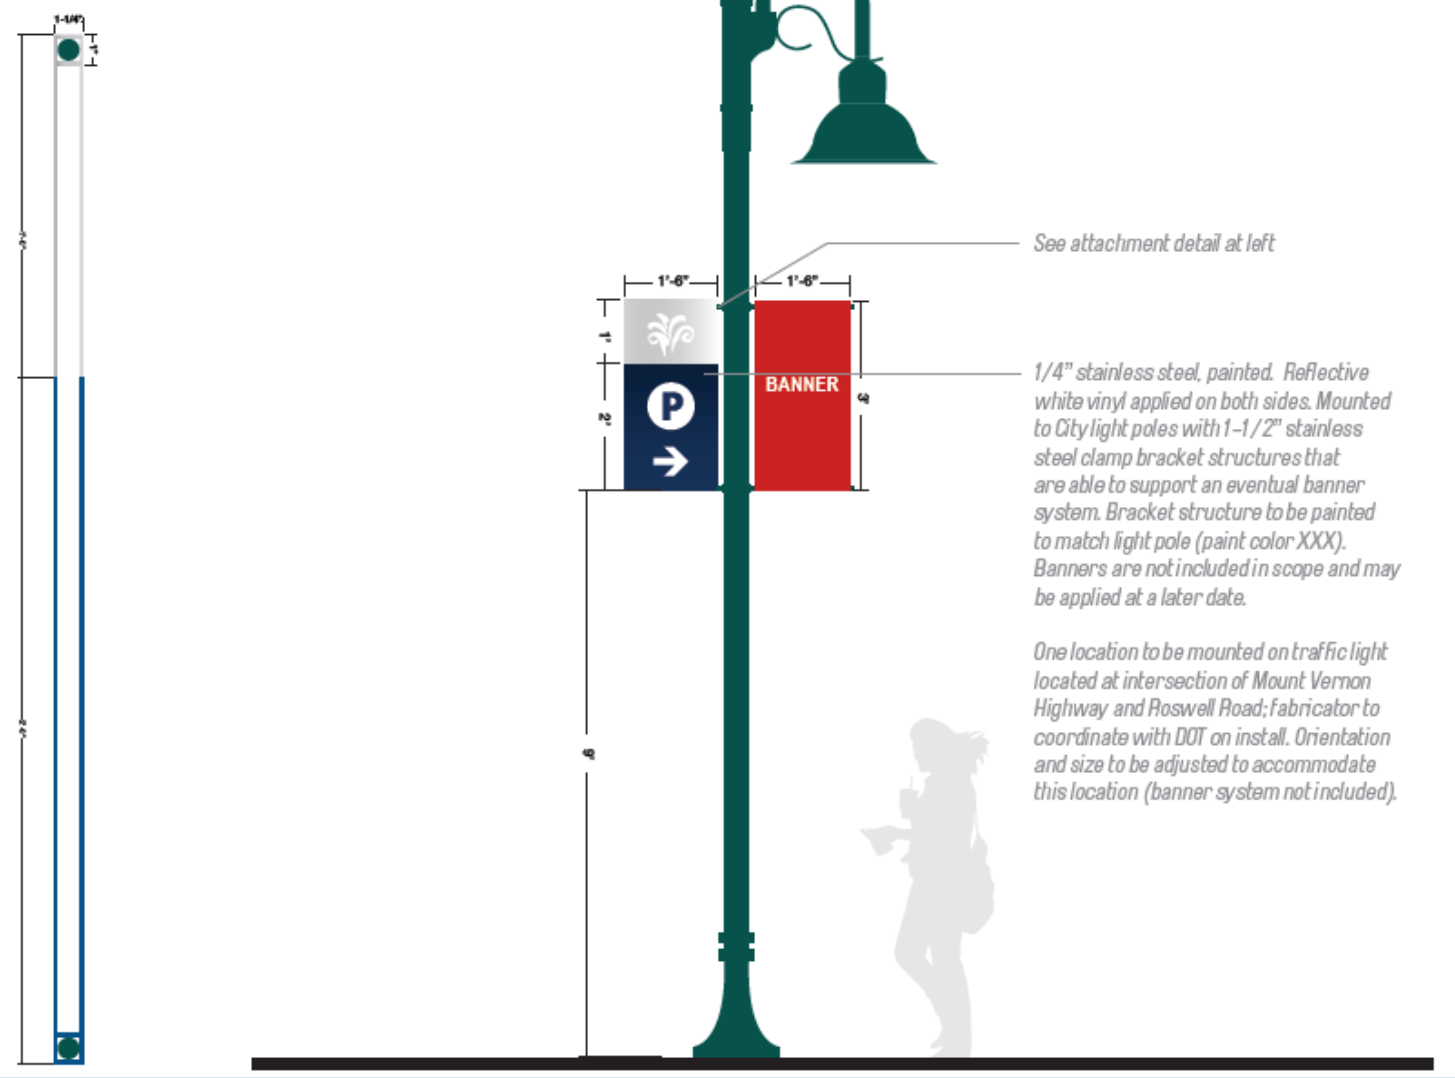 1-1/4"
1"
See attachment detail at left
1'-6"
1'-6"
1'
1/4" stainless steel, painted. Reflective
white vinyl applied on both sides. Mounted
to City light poles with 1-1/2" stainless
steel clamp bracket structures that
are able to support an eventual banner
system. Bracket structure to be painted
to match light pole (paint color XXX).
Banners are not included in scope and may
be applied at a later date.
BANNER
P
2'
3'
One location to be mounted on traffic light
located at intersection of Mount Vernon
Highway and Roswell Road; fabricator to
coordinate with DOT on install. Orientation
and size to be adjusted to accommodate
this location (banner system not included).
9'